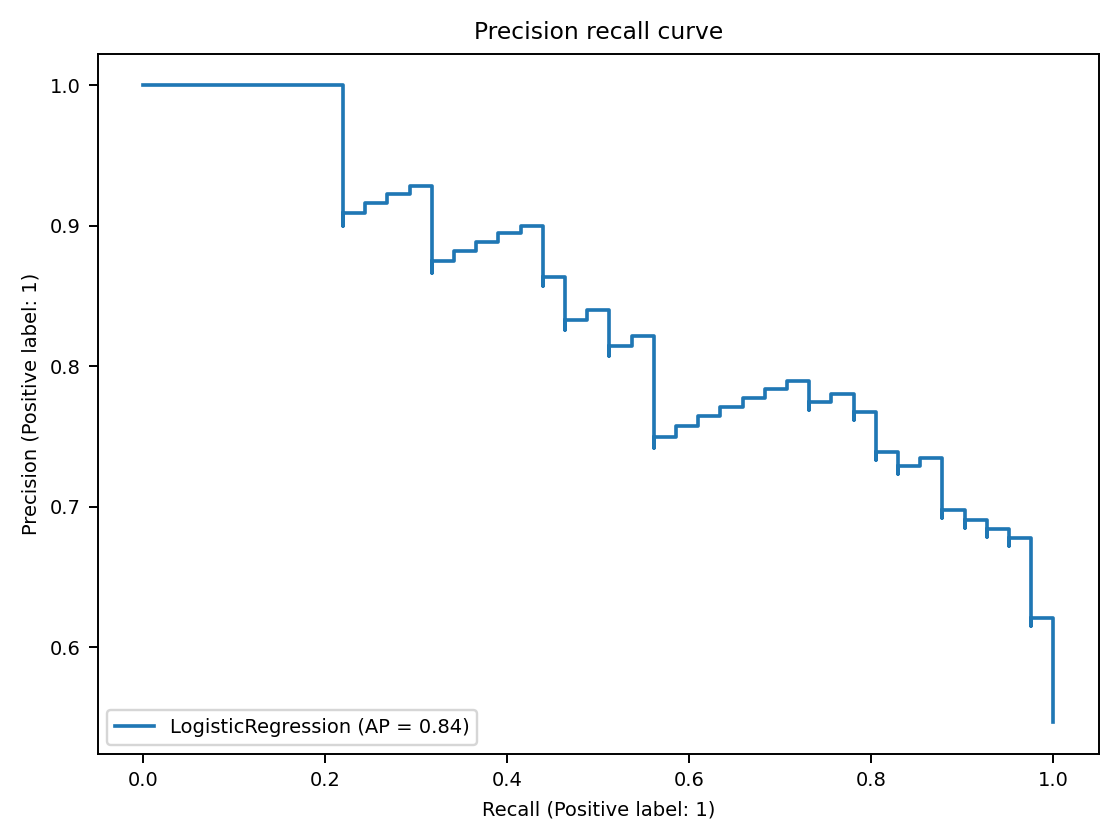 Precision recall curve
1.0
0.9
0.8
0.7
0.6
Precision (Positive label: 1)
LogisticRegression (AP = 0.84)
0.0 0.2 0.4 0.6 0.8 1.0
Recall (Positive label: 1)